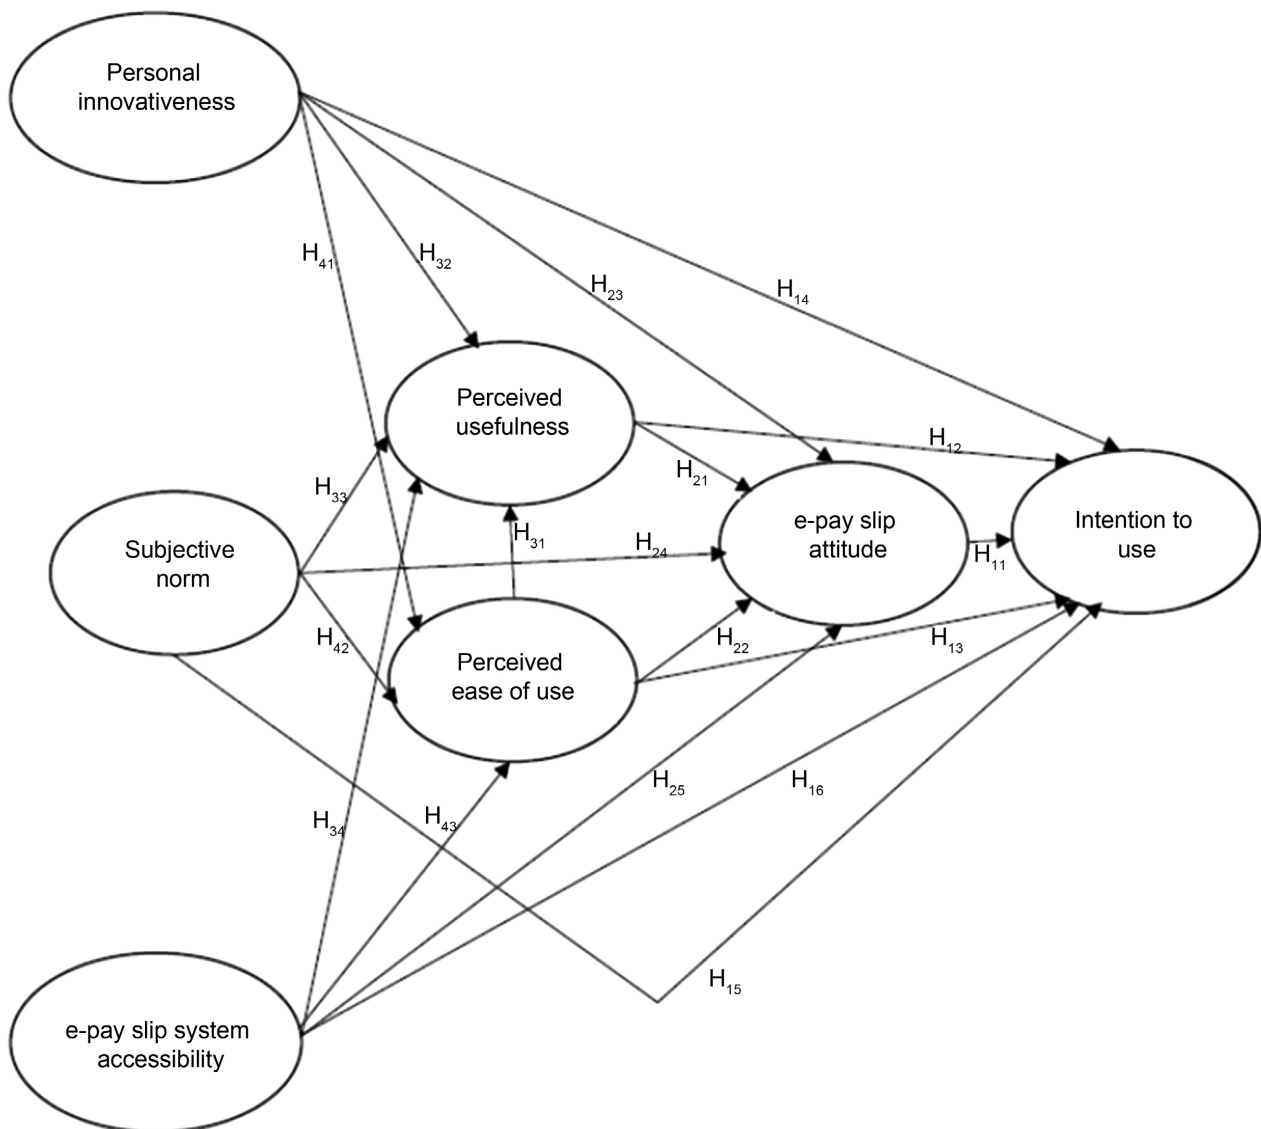 Personal
innovativeness
H41
H32
H23
H14
Perceived
usefulness
H12
H21
H33
Subjective
norm
H31
H24
e-pay slip
attitude
H11
Intention to
use
H42
Perceived
ease of use
H22
H13
H34
H43
H25
H16
H15
e-pay slip system
accessibility